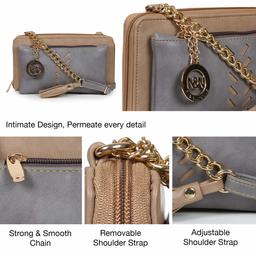 Intimate Design, Permeate every detail
Strong & Smooth
Chain
Removable
Shoulder Strap
Adjustable
Shoulder Strap